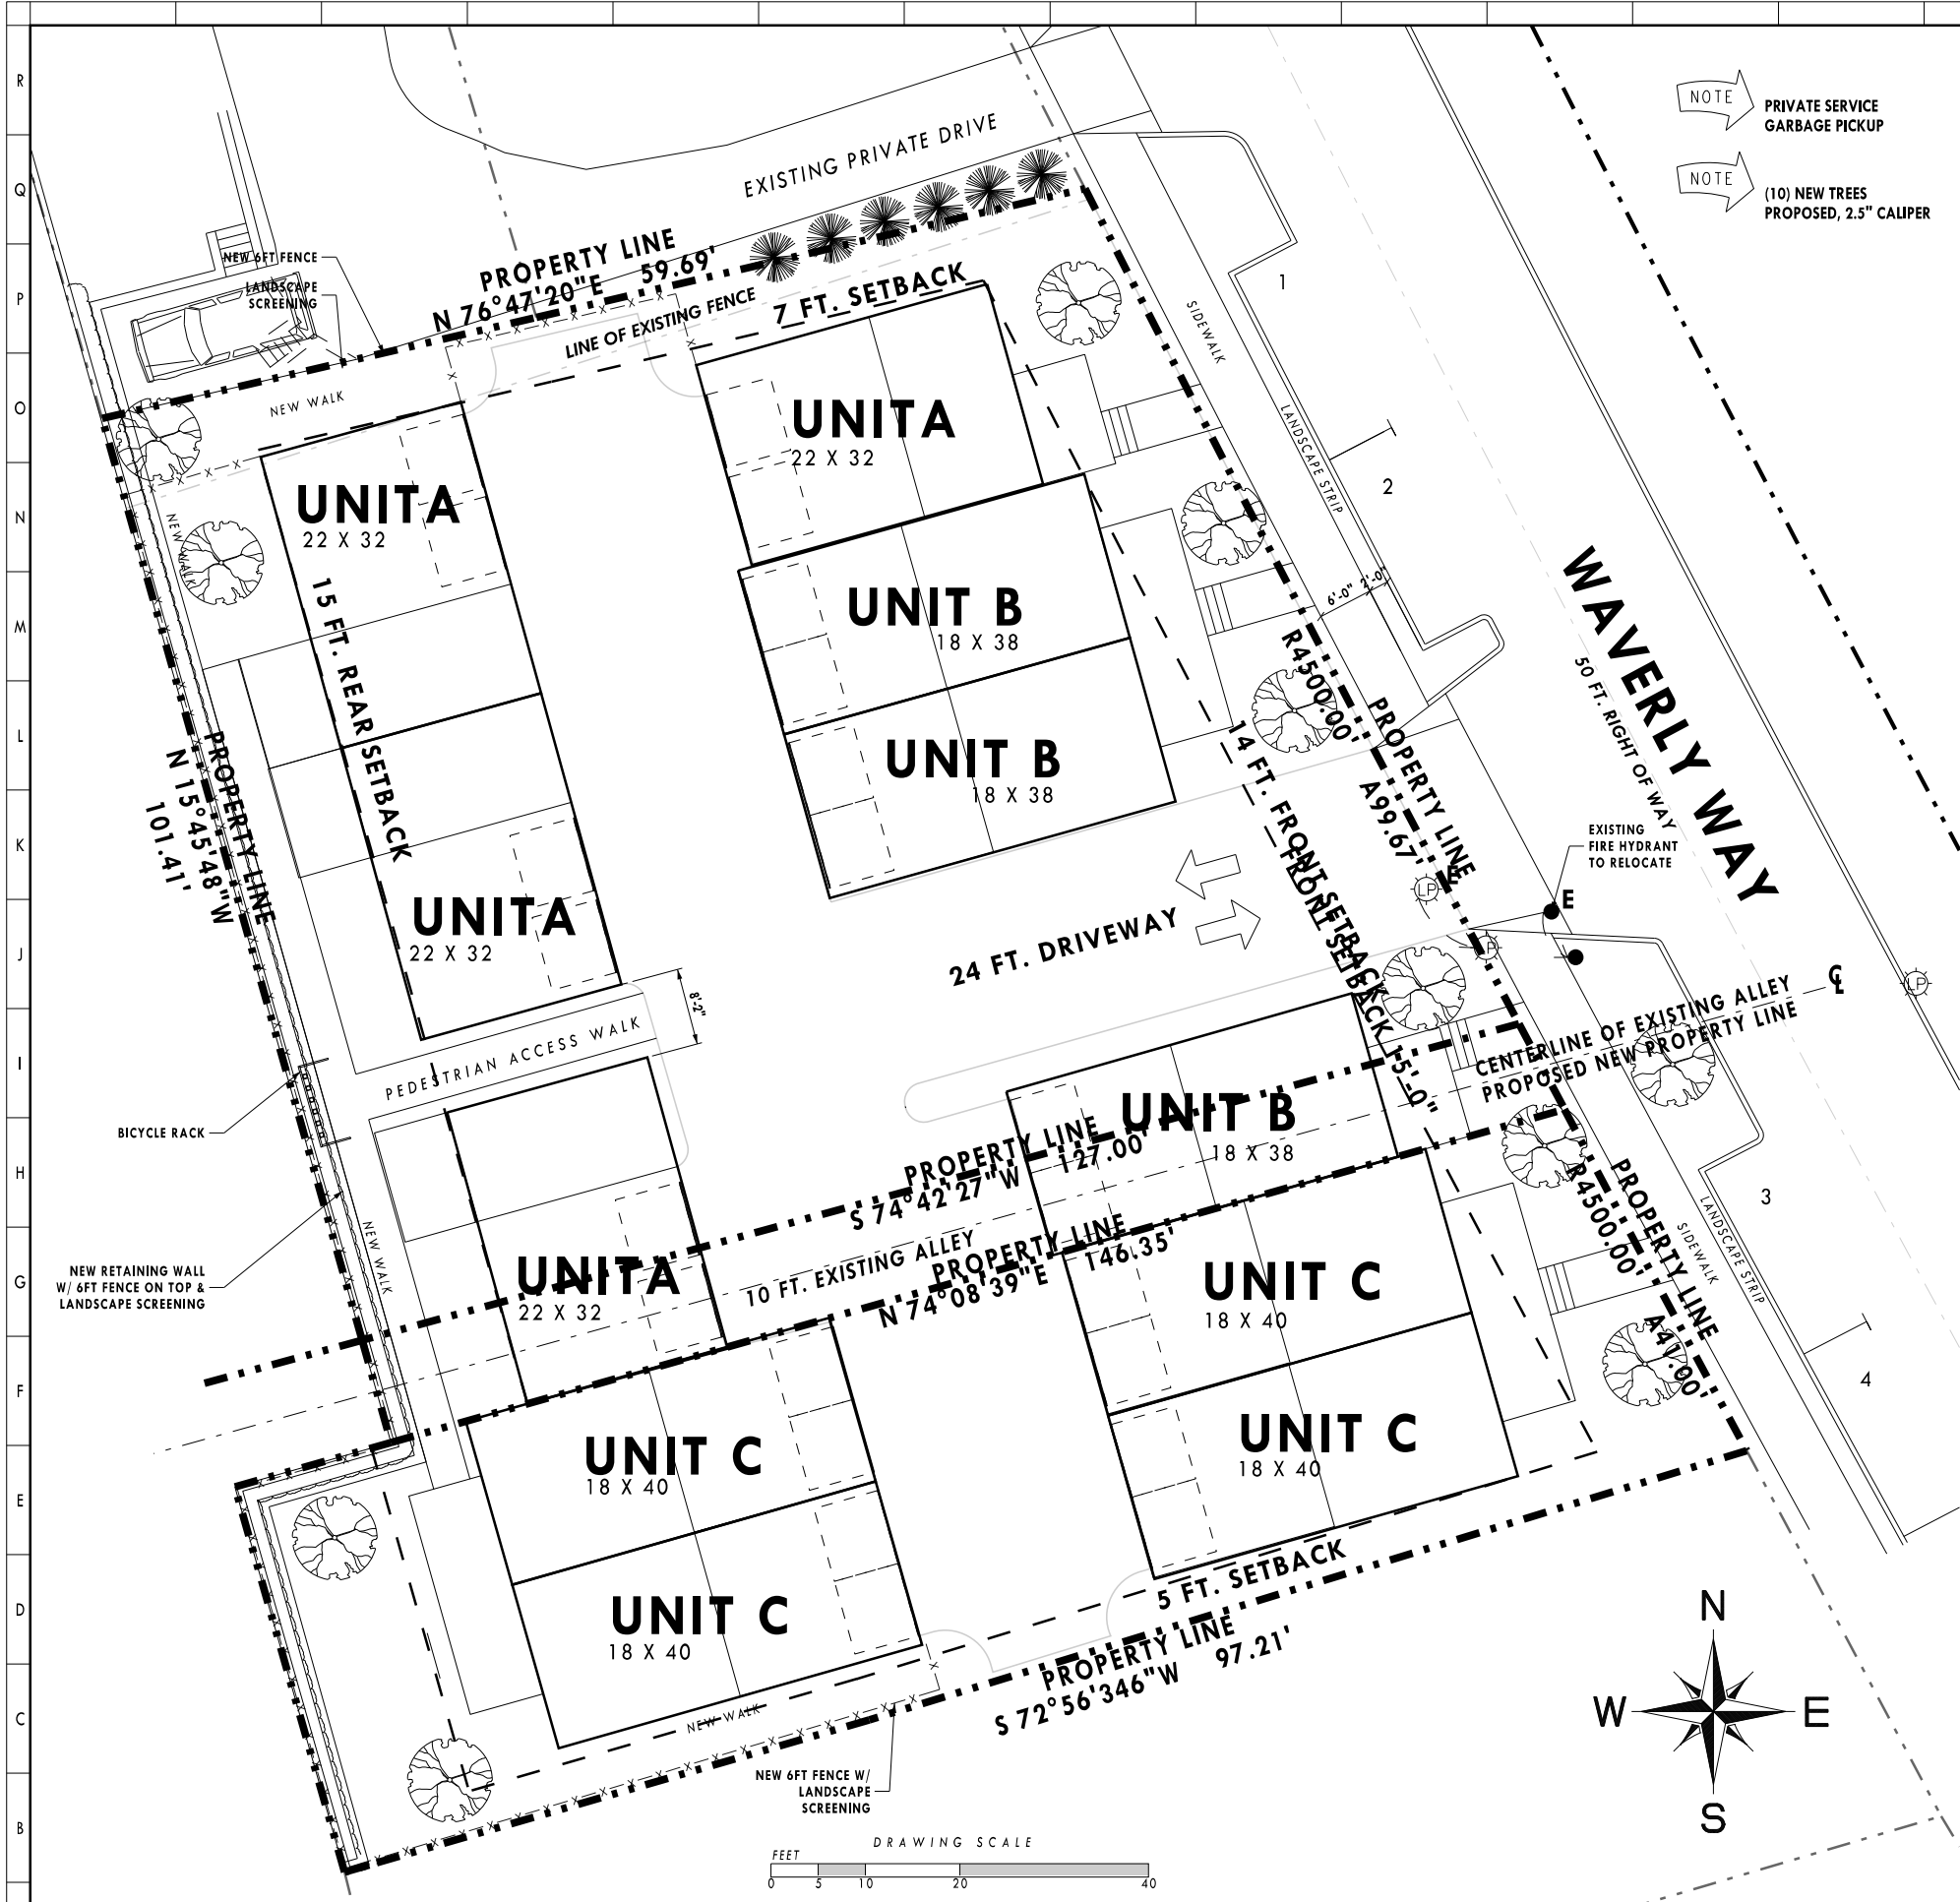 R
Q
P
O
N
M
L
K
J
I
H
G
F
E
D
C
B
NOTE
PRIVATE SERVICE
GARBAGE PICKUP
NOTE
(10) NEW TREES
PROPOSED, 2.5" CALIPER
EXISTING PRIVATE DRIVE
NEW 6FT FENCE
LANDSCAPE
SCREENING
PROPERTY LINE
N 76°47'20"E 59.69'
LINE OF EXISTING FENCE
7 FT. SETBACK
NEW WALK
NEW WALK
SIDEWALK
LANDSCAPE STRIP
1
2
UNITA
22 X 32
UNITA
22 X 32
15 FT. REAR SETBACK
UNIT B
18 X 38
UNIT B
18 X 38
6'-0" 2'-0"
WAVERLY WAY
50 FT. RIGHT OF WAY
R4500.00'
PROPERTY LINE
A99.67'
PROPERTY LINE
N 15°45'48"W
101.41'
14 FT. FRONT SETBACK
FRONT SETBACK 15'-0"
EXISTING
FIRE HYDRANT
TO RELOCATE
LP
E
E
LP
LP
UNITA
22 X 32
24 FT. DRIVEWAY
8'-2"
PEDESTRIAN ACCESS WALK
CENTERLINE OF EXISTING ALLEY
PROPOSED NEW PROPERTY LINE
CL
BICYCLE RACK
UNIT B
18 X 38
PROPERTY LINE
S 74°42'27"W 127.00'
10 FT. EXISTING ALLEY
PROPERTY LINE
N 74°08'39"E 146.35'
NEW RETAINING WALL
W/ 6FT FENCE ON TOP &
LANDSCAPE SCREENING
NEW WALK
UNITA
22 X 32
UNIT C
18 X 40
R4500.00'
PROPERTY LINE
A41.00'
SIDEWALK
LANDSCAPE STRIP
3
4
UNIT C
18 X 40
UNIT C
18 X 40
UNIT C
18 X 40
5 FT. SETBACK
PROPERTY LINE
S 72°56'346"W 97.21'
NEW WALK
NEW 6FT FENCE W/
LANDSCAPE
SCREENING
N
W
E
S
DRAWING SCALE
FEET
0 5 10 20 40